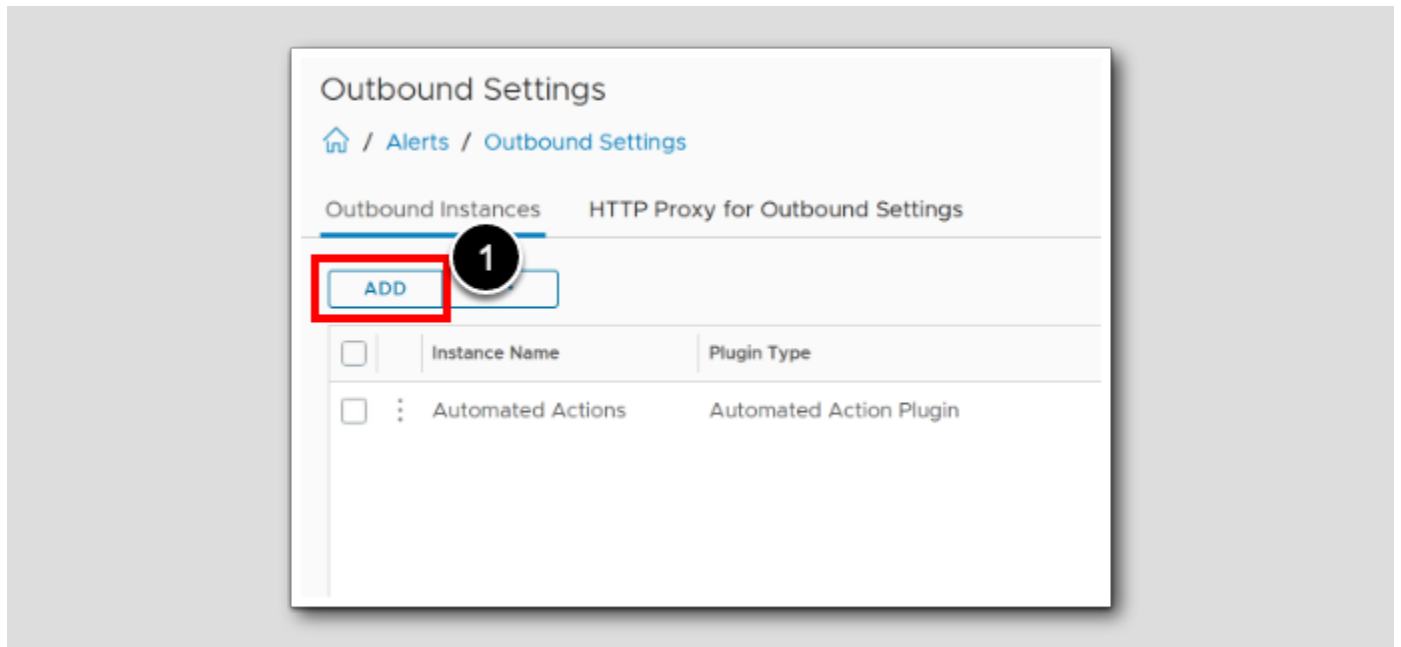 Outbound Settings
/ Alerts / Outbound Settings
Outbound Instances HTTP Proxy for Outbound Settings
1
ADD
Instance Name Plugin Type
Automated Actions Automated Action Plugin